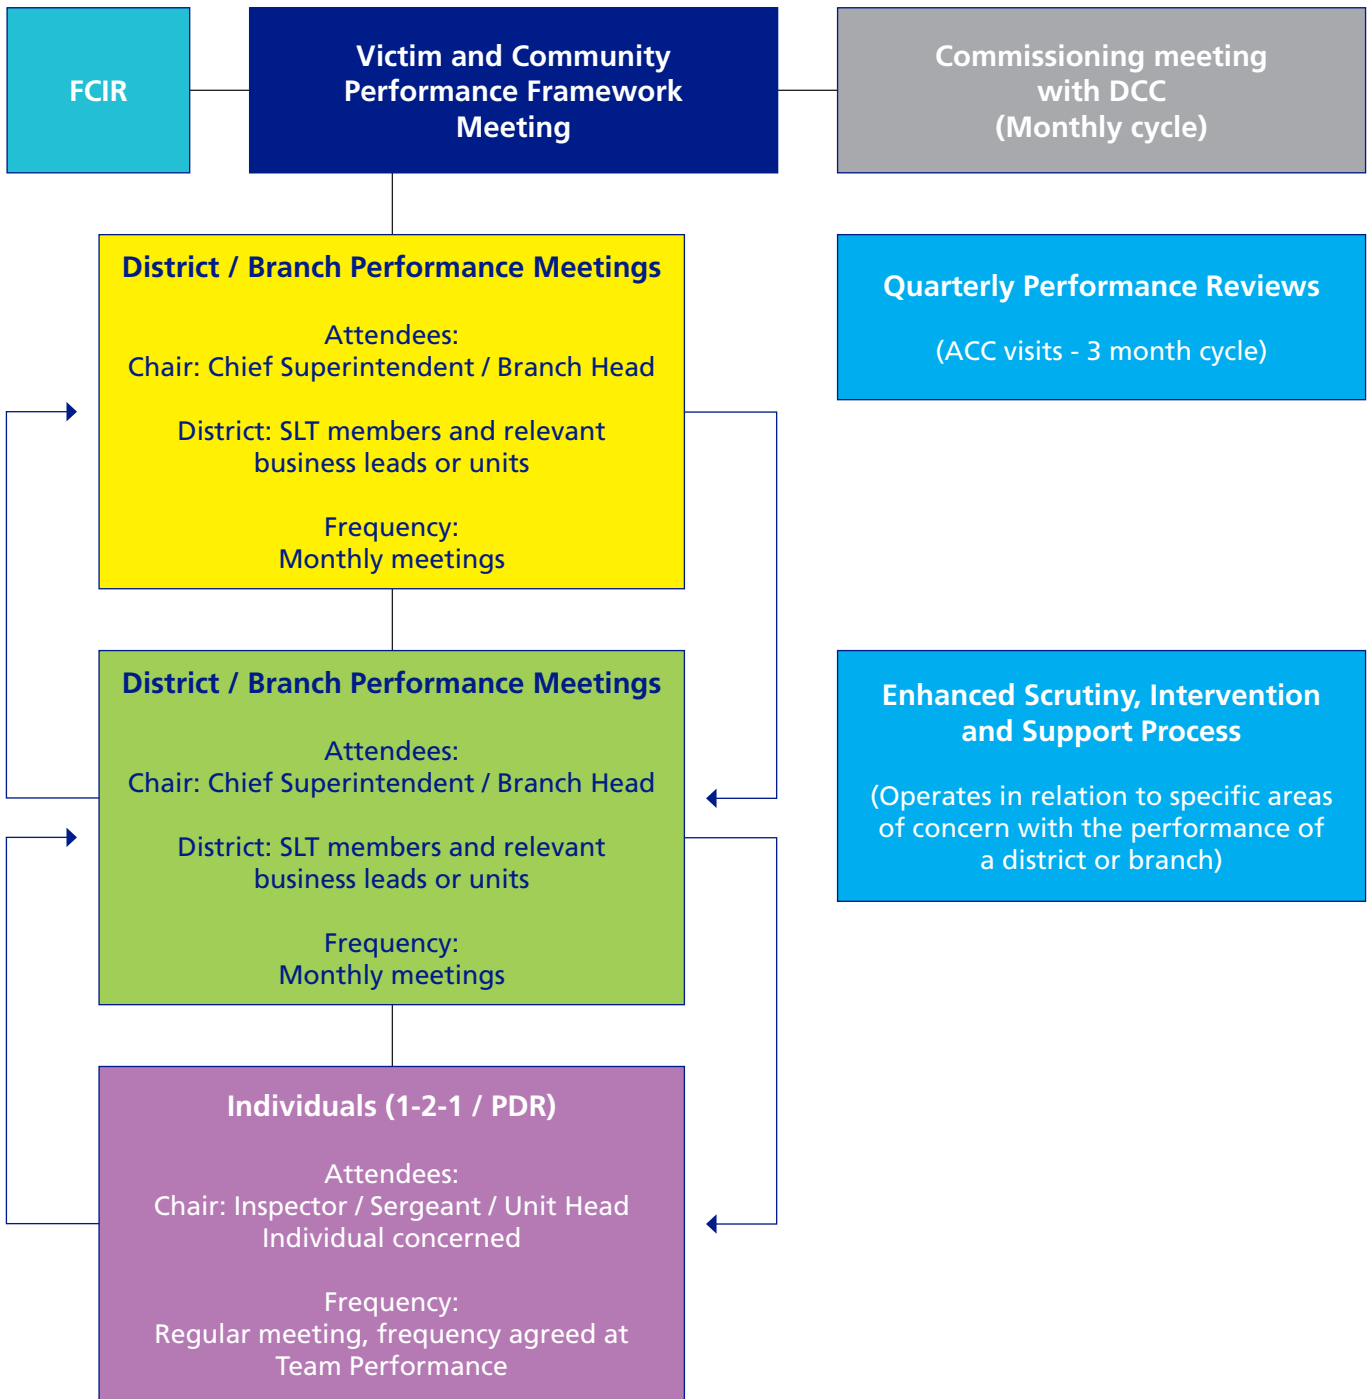 FCIR
Victim and Community
Performance Framework
Meeting
Commissioning meeting
with DCC
(Monthly cycle)
District / Branch Performance Meetings
Attendees:
Chair: Chief Superintendent / Branch Head
District: SLT members and relevant
business leads or units
Frequency:
Monthly meetings
Quarterly Performance Reviews
(ACC visits - 3 month cycle)
District / Branch Performance Meetings
Attendees:
Chair: Chief Superintendent / Branch Head
District: SLT members and relevant
business leads or units
Frequency:
Monthly meetings
Enhanced Scrutiny, Intervention
and Support Process
(Operates in relation to specific areas
of concern with the performance of
a district or branch)
Individuals (1-2-1 / PDR)
Attendees:
Chair: Inspector / Sergeant / Unit Head
Individual concerned
Frequency:
Regular meeting, frequency agreed at
Team Performance